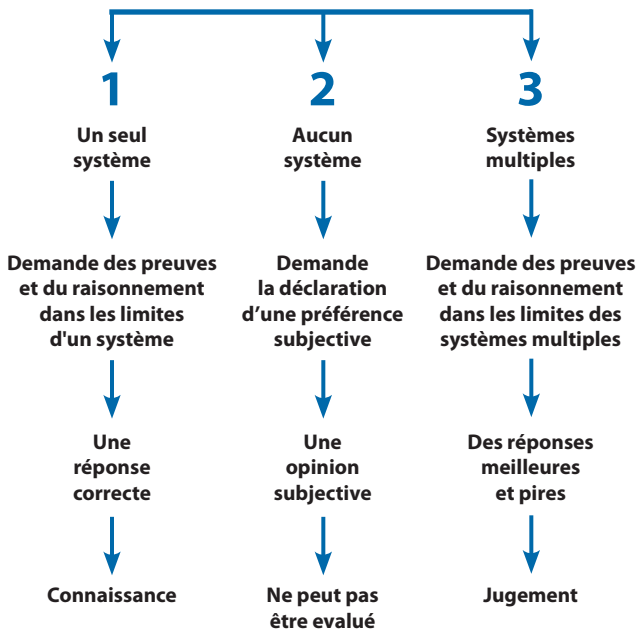 1
Un seul
système
Demande des preuves
et du raisonnement
dans les limites
d'un système
Une
réponse
correcte
Connaissance
2
Aucun
système
Demande
la déclaration
d’une préférence
subjective
Une
opinion
subjective
Ne peut pas
être evalué
3
Systèmes
multiples
Demande des preuves
et du raisonnement
dans les limites des
systèmes multiples
Des réponses
meilleures
et pires
Jugement